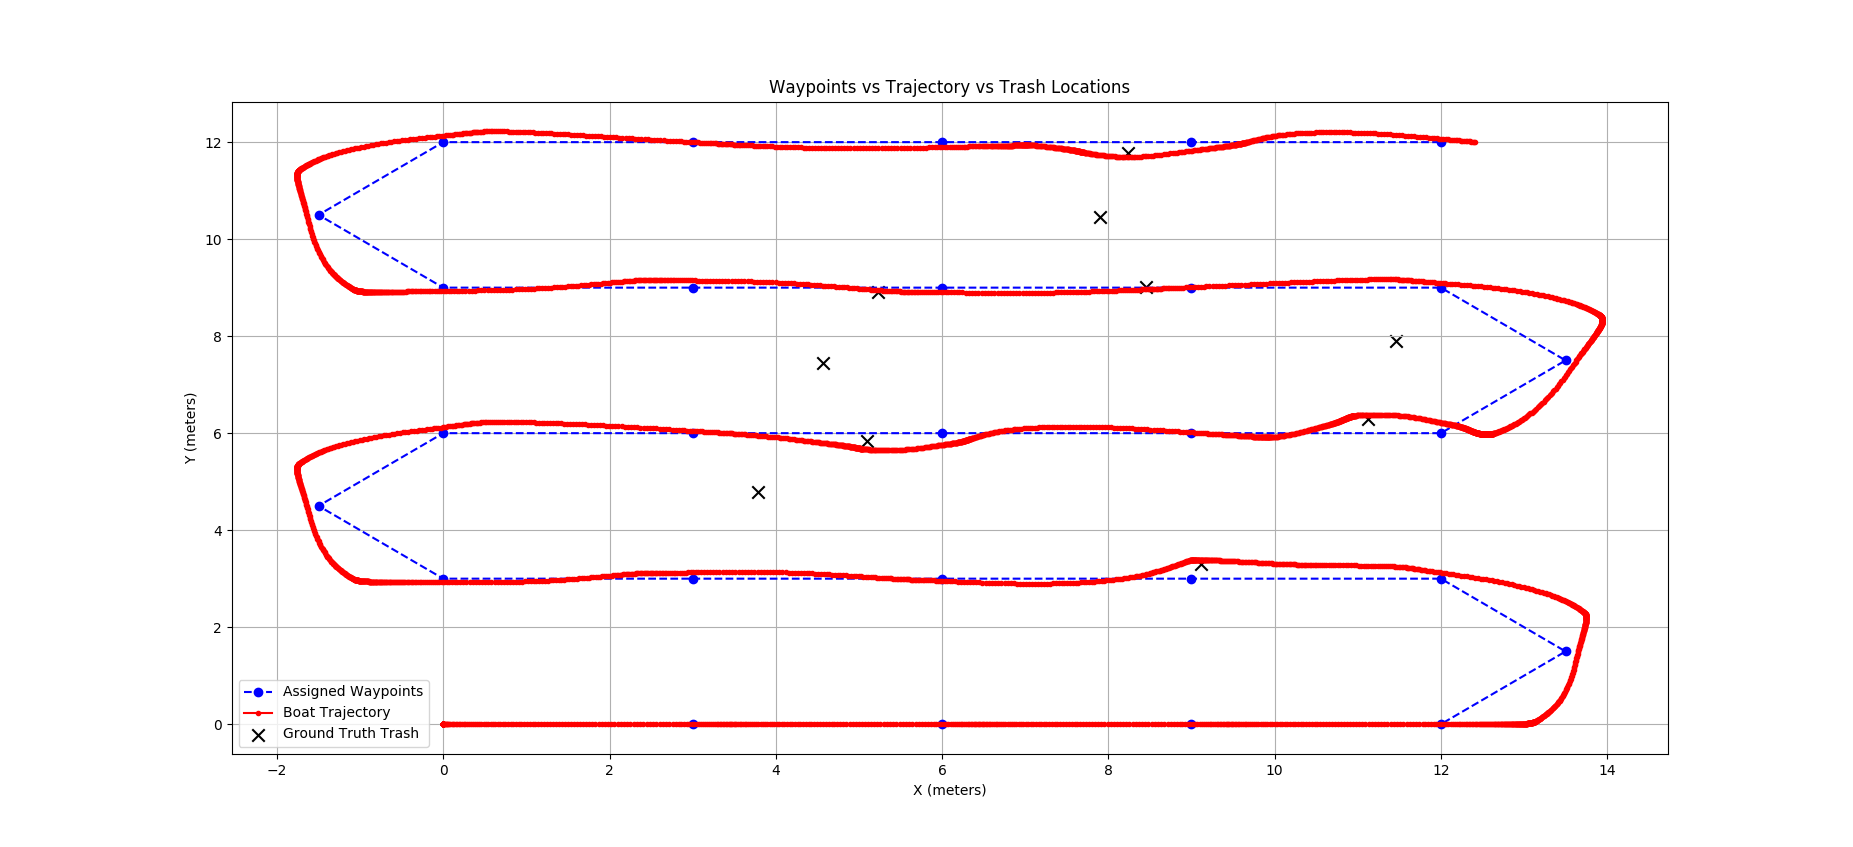 Waypoints vs Trajectory vs Trash Locations
12
10
8
6
4
2
0
Y (meters)
Assigned Waypoints
Boat Trajectory
Ground Truth Trash
−2 0 2 4 6 8 10 12 14
X (meters)